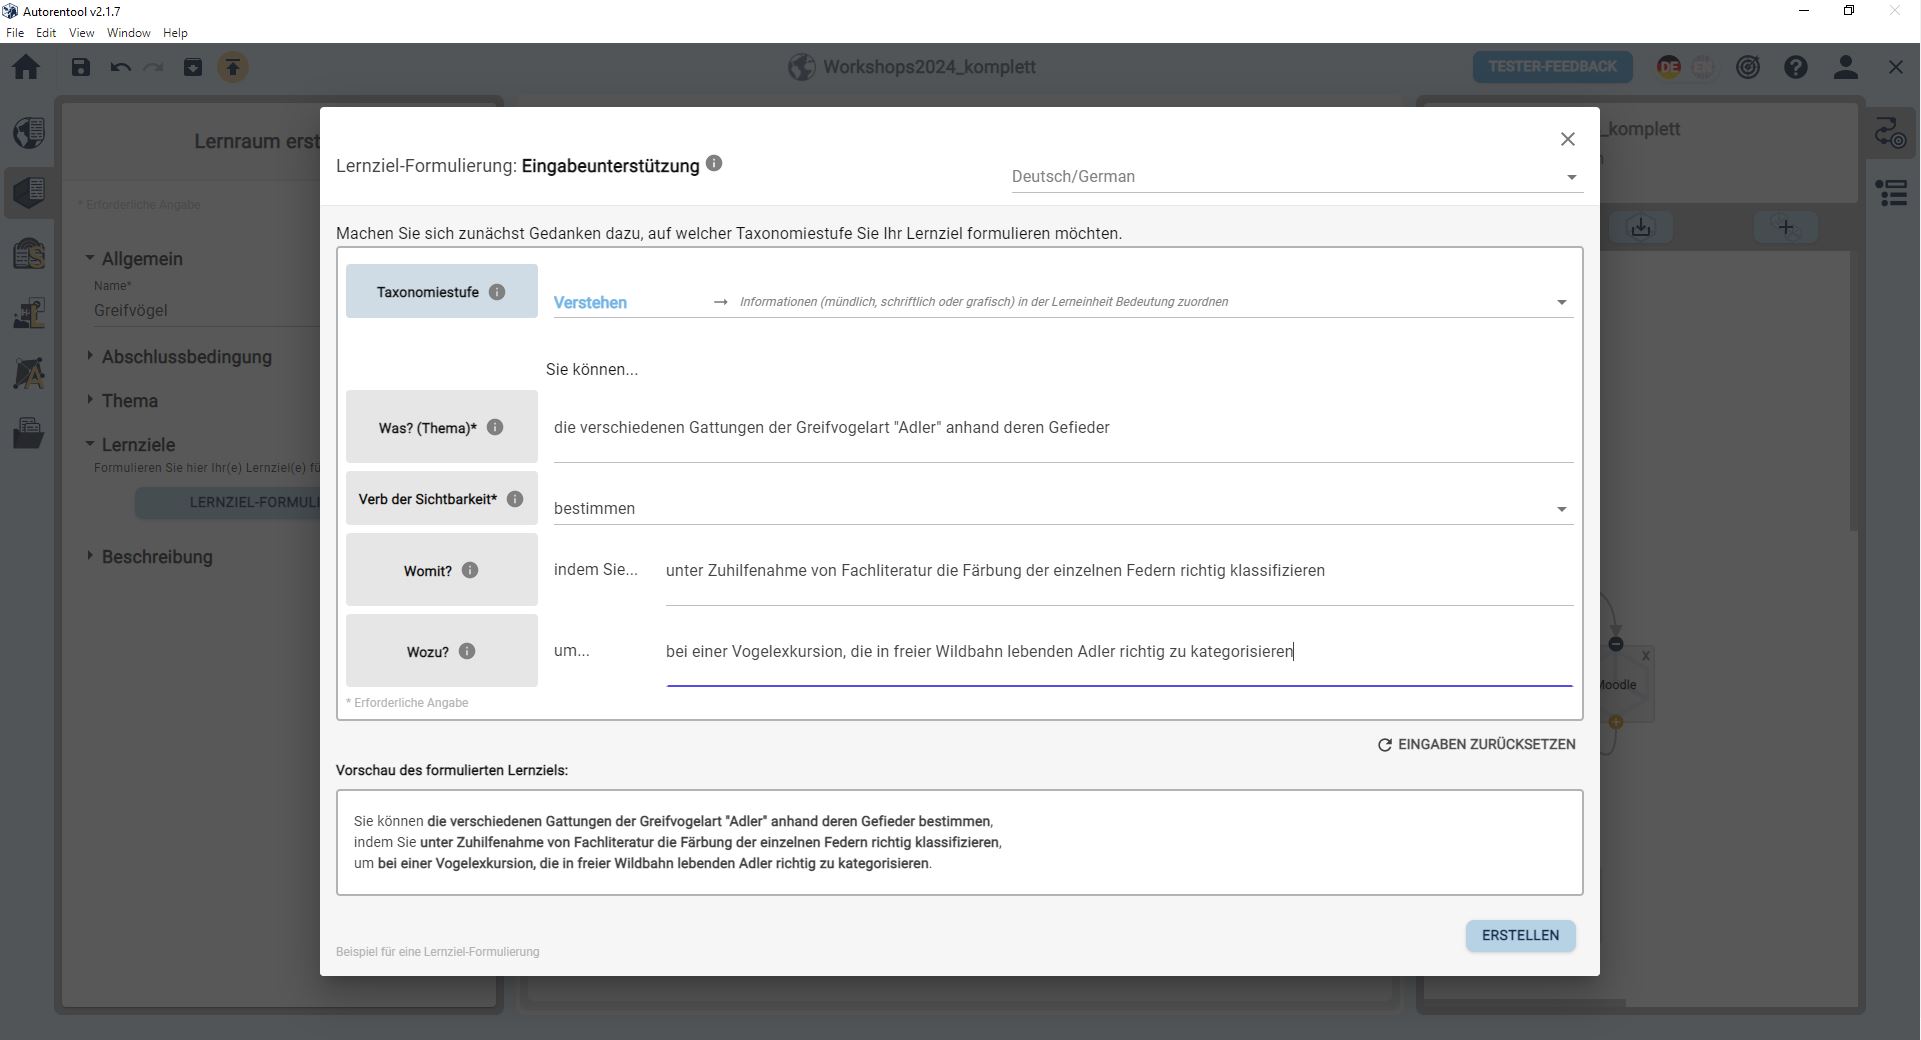 Autorentool v2.1.7
File Edit View Window Help
Workshops2024_komplett
TESTER-FEEDBACK
DE EN
Lernraum erst
_komplett
* Erforderliche Angabe
Allgemein
Name*
Greifvögel
Abschlussbedingung
Thema
Lernziele
Formulieren Sie hier Ihr(e) Lernziel(e) fü
LERNZIEL-FORMULI
Beschreibung
Lernziel-Formulierung: Eingabeunterstützung
Deutsch/German
Machen Sie sich zunächst Gedanken dazu, auf welcher Taxonomiestufe Sie Ihr Lernziel formulieren möchten.
Taxonomiestufe
Verstehen → Informationen (mündlich, schriftlich oder grafisch) in der Lerneinheit Bedeutung zuordnen
Sie können...
Was? (Thema)*
die verschiedenen Gattungen der Greifvogelart "Adler" anhand deren Gefieder
Verb der Sichtbarkeit*
bestimmen
Womit?
indem Sie... unter Zuhilfenahme von Fachliteratur die Färbung der einzelnen Federn richtig klassifizieren
Wozu?
um... bei einer Vogelexkursion, die in freier Wildbahn lebenden Adler richtig zu kategorisieren
* Erforderliche Angabe
EINGABEN ZURÜCKSETZEN
Vorschau des formulierten Lernziels:
Sie können die verschiedenen Gattungen der Greifvogelart "Adler" anhand deren Gefieder bestimmen,
indem Sie unter Zuhilfenahme von Fachliteratur die Färbung der einzelnen Federn richtig klassifizieren,
um bei einer Vogelexkursion, die in freier Wildbahn lebenden Adler richtig zu kategorisieren.
ERSTELLEN
Beispiel für eine Lernziel-Formulierung
x
Moodle